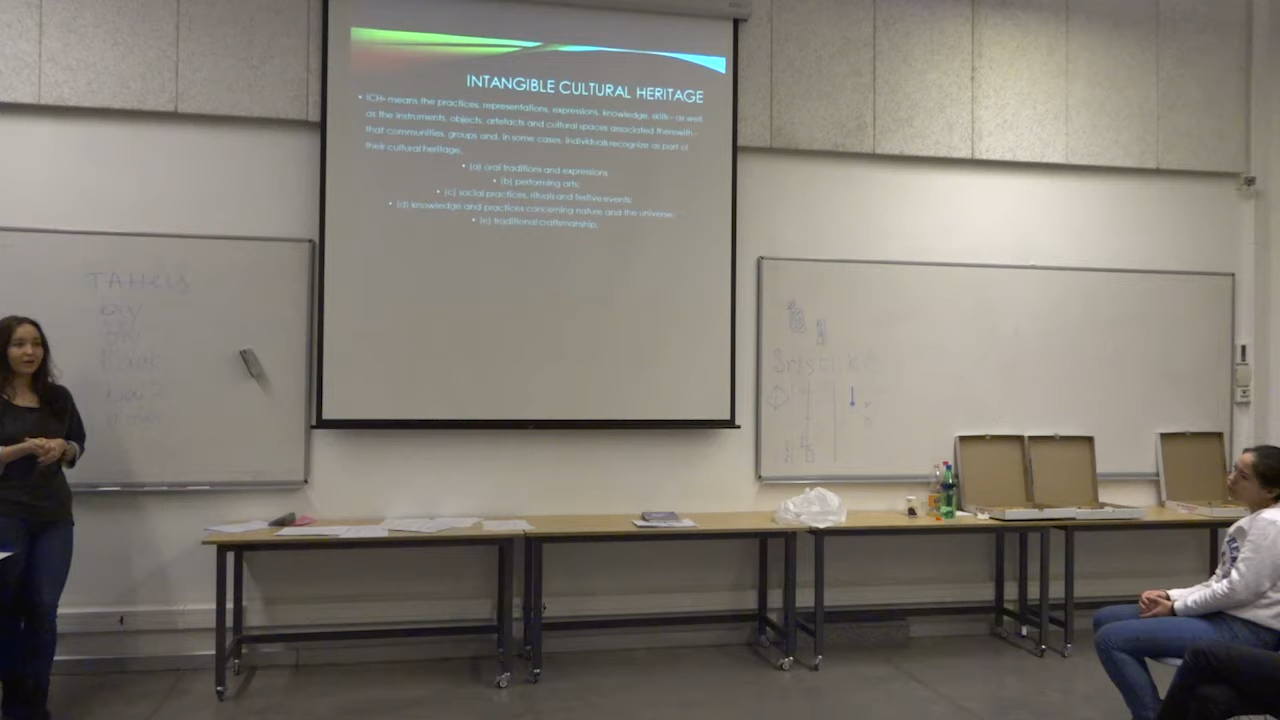 INTANGIBLE CULTURAL HERITAGE
• ICH- means the practices, representations, expressions, knowledge, skills – as well
as the instruments, objects, artefacts and cultural spaces associated therewith –
that communities, groups and, in some cases, individuals recognize as part of
their cultural heritage.
• (a) oral traditions and expressions
• (b) performing arts;
• (c) social practices, rituals and festive events;
• (d) knowledge and practices concerning nature and the universe;
• (e) traditional craftsmanship.